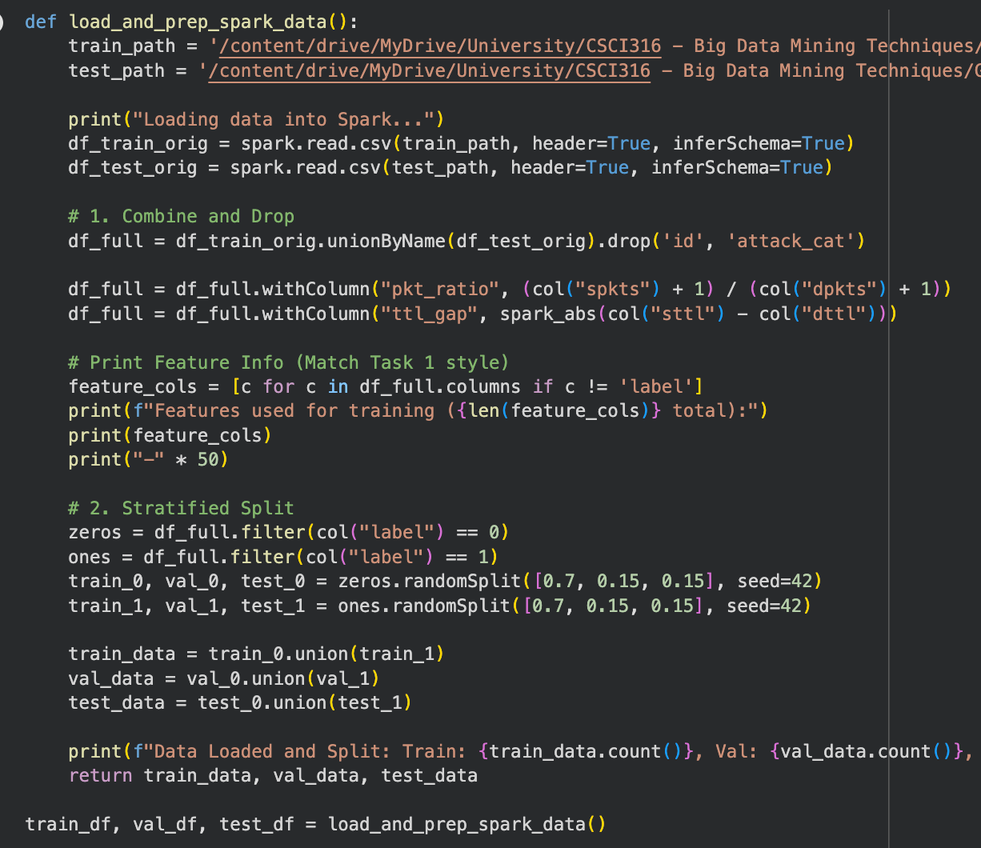 def load_and_prep_spark_data():
    train_path = '/content/drive/MyDrive/University/CSCI316 - Big Data Mining Techniques/
    test_path = '/content/drive/MyDrive/University/CSCI316 - Big Data Mining Techniques/G

    print("Loading data into Spark...")
    df_train_orig = spark.read.csv(train_path, header=True, inferSchema=True)
    df_test_orig = spark.read.csv(test_path, header=True, inferSchema=True)

    # 1. Combine and Drop
    df_full = df_train_orig.unionByName(df_test_orig).drop('id', 'attack_cat')

    df_full = df_full.withColumn("pkt_ratio", (col("spkts") + 1) / (col("dpkts") + 1))
    df_full = df_full.withColumn("ttl_gap", spark_abs(col("sttl") - col("dttl")))

    # Print Feature Info (Match Task 1 style)
    feature_cols = [c for c in df_full.columns if c != 'label']
    print(f"Features used for training ({len(feature_cols)} total):")
    print(feature_cols)
    print("-" * 50)

    # 2. Stratified Split
    zeros = df_full.filter(col("label") == 0)
    ones = df_full.filter(col("label") == 1)
    train_0, val_0, test_0 = zeros.randomSplit([0.7, 0.15, 0.15], seed=42)
    train_1, val_1, test_1 = ones.randomSplit([0.7, 0.15, 0.15], seed=42)

    train_data = train_0.union(train_1)
    val_data = val_0.union(val_1)
    test_data = test_0.union(test_1)

    print(f"Data Loaded and Split: Train: {train_data.count()}, Val: {val_data.count()},
    return train_data, val_data, test_data

train_df, val_df, test_df = load_and_prep_spark_data()